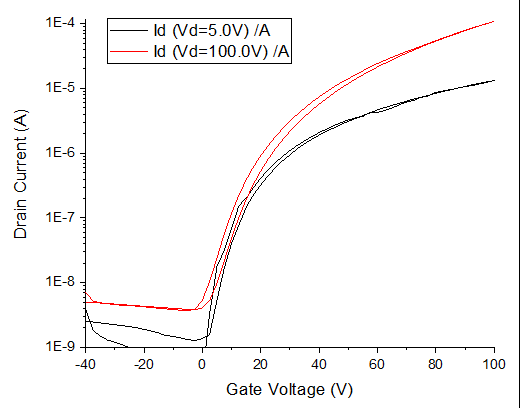 Id (Vd=5.0V) /A
Id (Vd=100.0V) /A
1E-4
1E-5
1E-6
1E-7
1E-8
1E-9
Drain Current (A)
-40 -20 0 20 40 60 80 100
Gate Voltage (V)